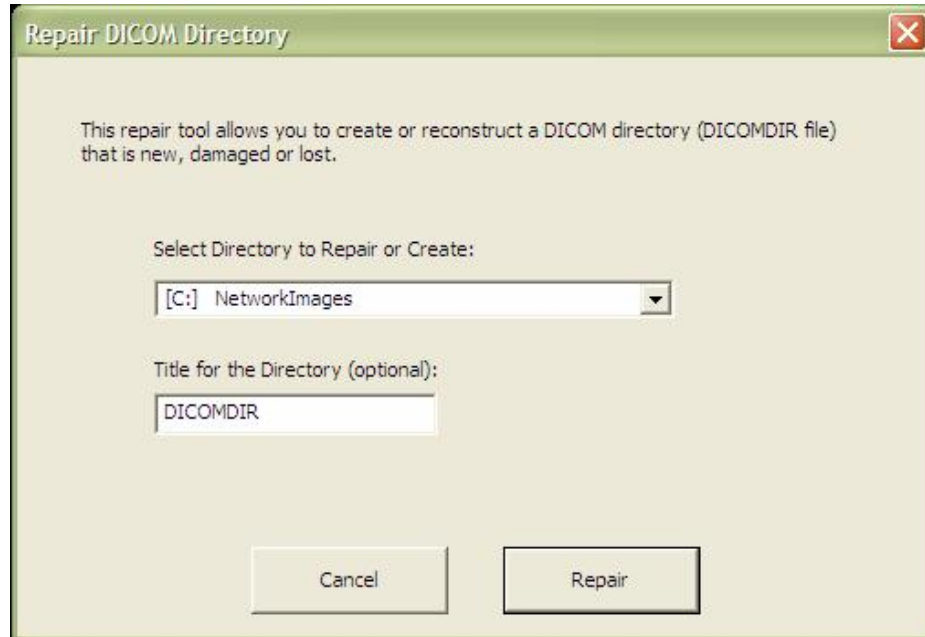 Repair DICOM Directory
This repair tool allows you to create or reconstruct a DICOM directory (DICOMDIR file)
that is new, damaged or lost.
Select Directory to Repair or Create:
[C:] NetworkImages
Title for the Directory (optional):
DICOMDIR
Cancel
Repair